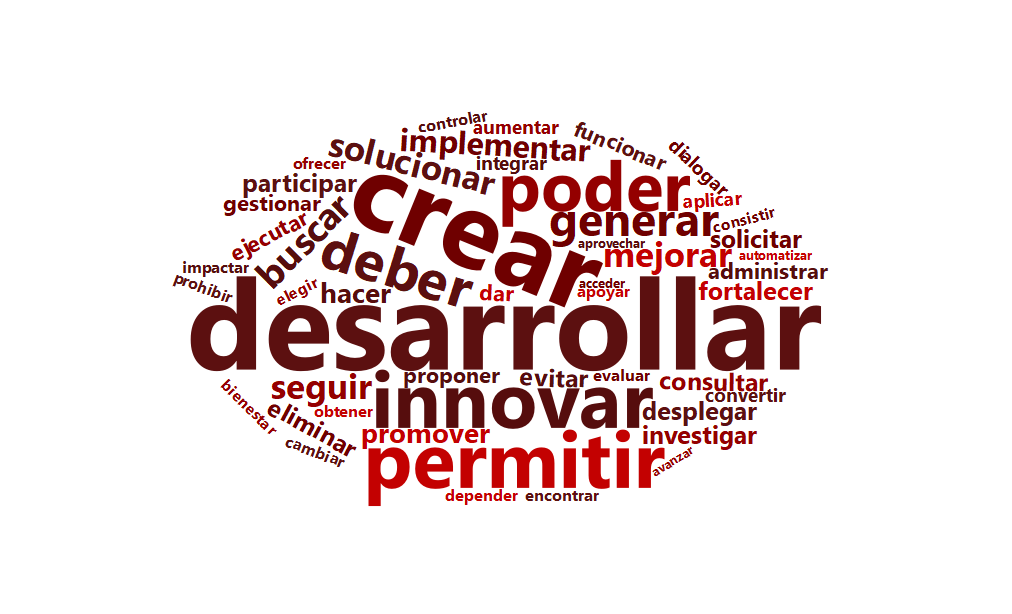 controlar
aumentar
funcionar
implementar
solucionar
dialogar
integrar
ofrecer
participar
crear
poder
aplicar
gestionar
generar
consistir
buscar
ejecutar
deber
aprovechar
solicitar
mejorar
automatizar
impactar
administrar
prohibir
elegir
hacer
dar
acceder
apoyar
fortalecer
desarrollar
seguir
proponer
evitar
evaluar
consultar
convertir
innovar
bienestar
obtener
desplegar
eliminar
promover
investigar
cambiar
permitir
avanzar
depender
encontrar